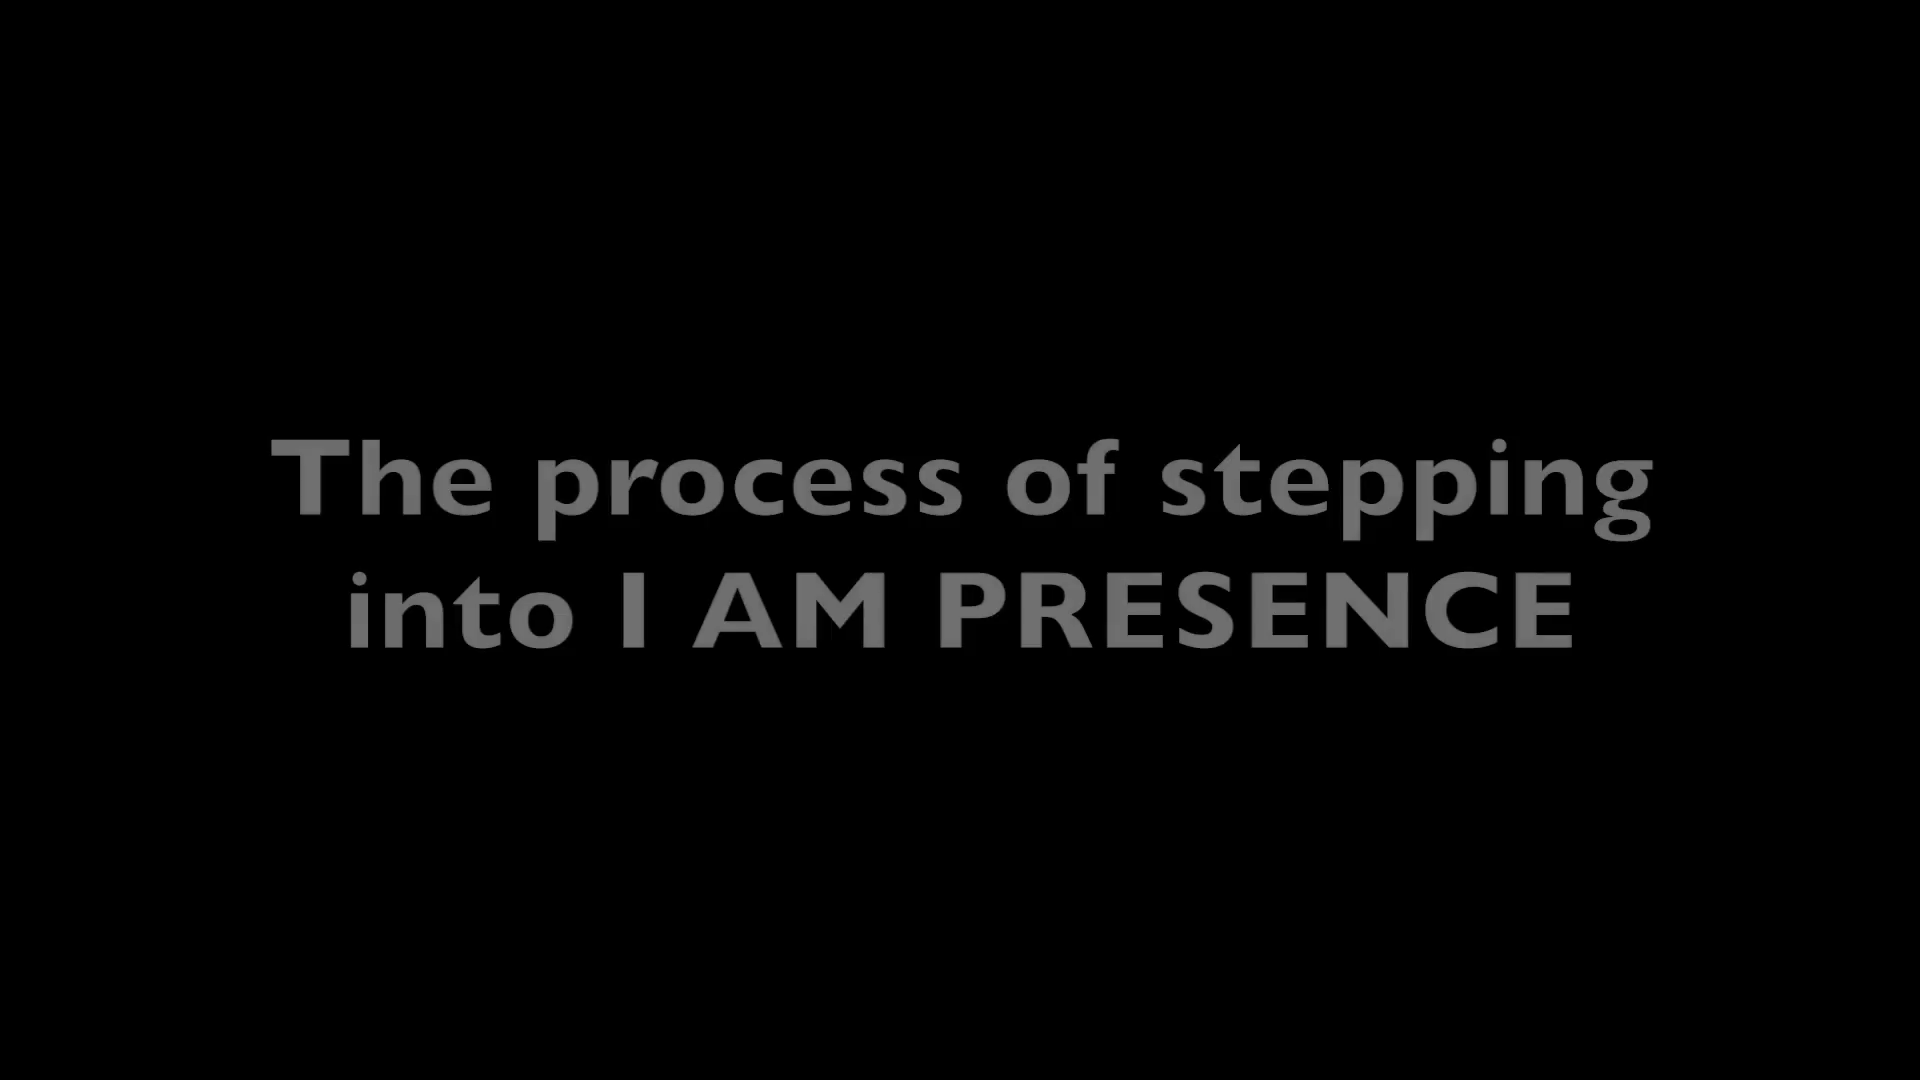 The process of stepping
into I AM PRESENCE